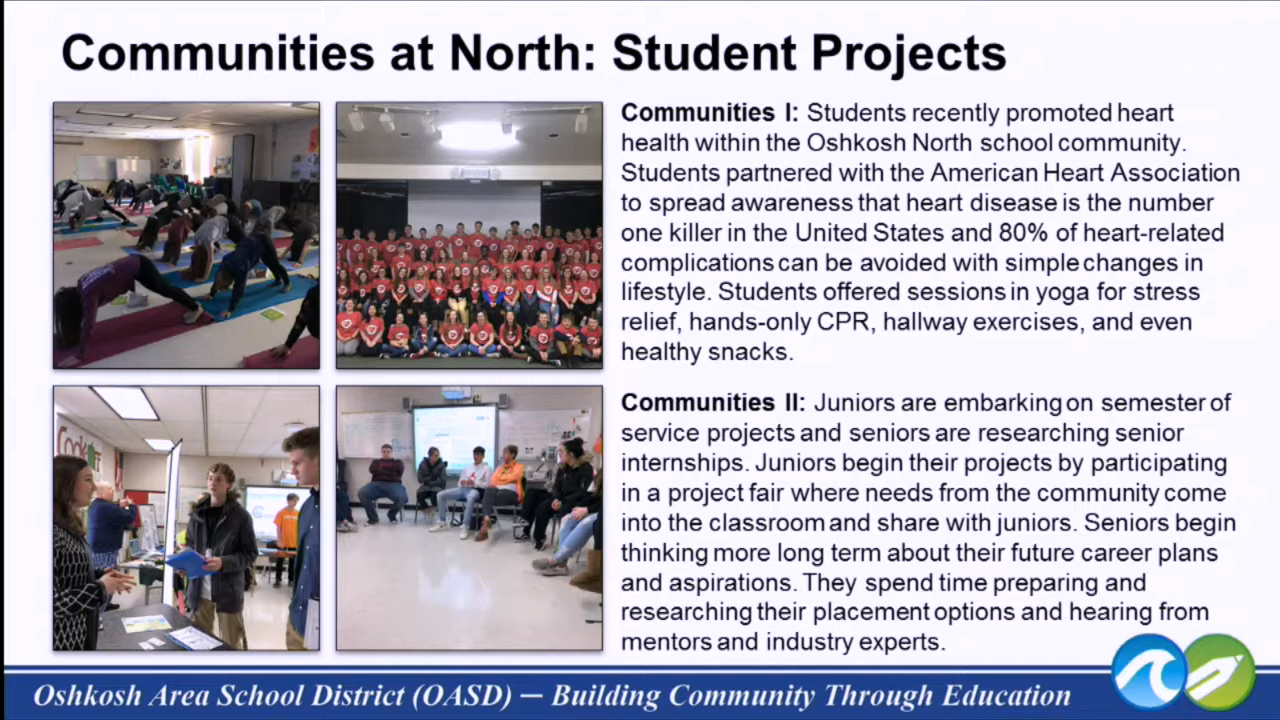 Communities at North: Student Projects
Communities I: Students recently promoted heart
health within the Oshkosh North school community.
Students partnered with the American Heart Association
to spread awareness that heart disease is the number
one killer in the United States and 80% of heart-related
complications can be avoided with simple changes in
lifestyle. Students offered sessions in yoga for stress
relief, hands-only CPR, hallway exercises, and even
healthy snacks.
Communities II: Juniors are embarking on semester of
service projects and seniors are researching senior
internships. Juniors begin their projects by participating
in a project fair where needs from the community come
into the classroom and share with juniors. Seniors begin
thinking more long term about their future career plans
and aspirations. They spend time preparing and
researching their placement options and hearing from
mentors and industry experts.
Oshkosh Area School District (OASD) — Building Community Through Education